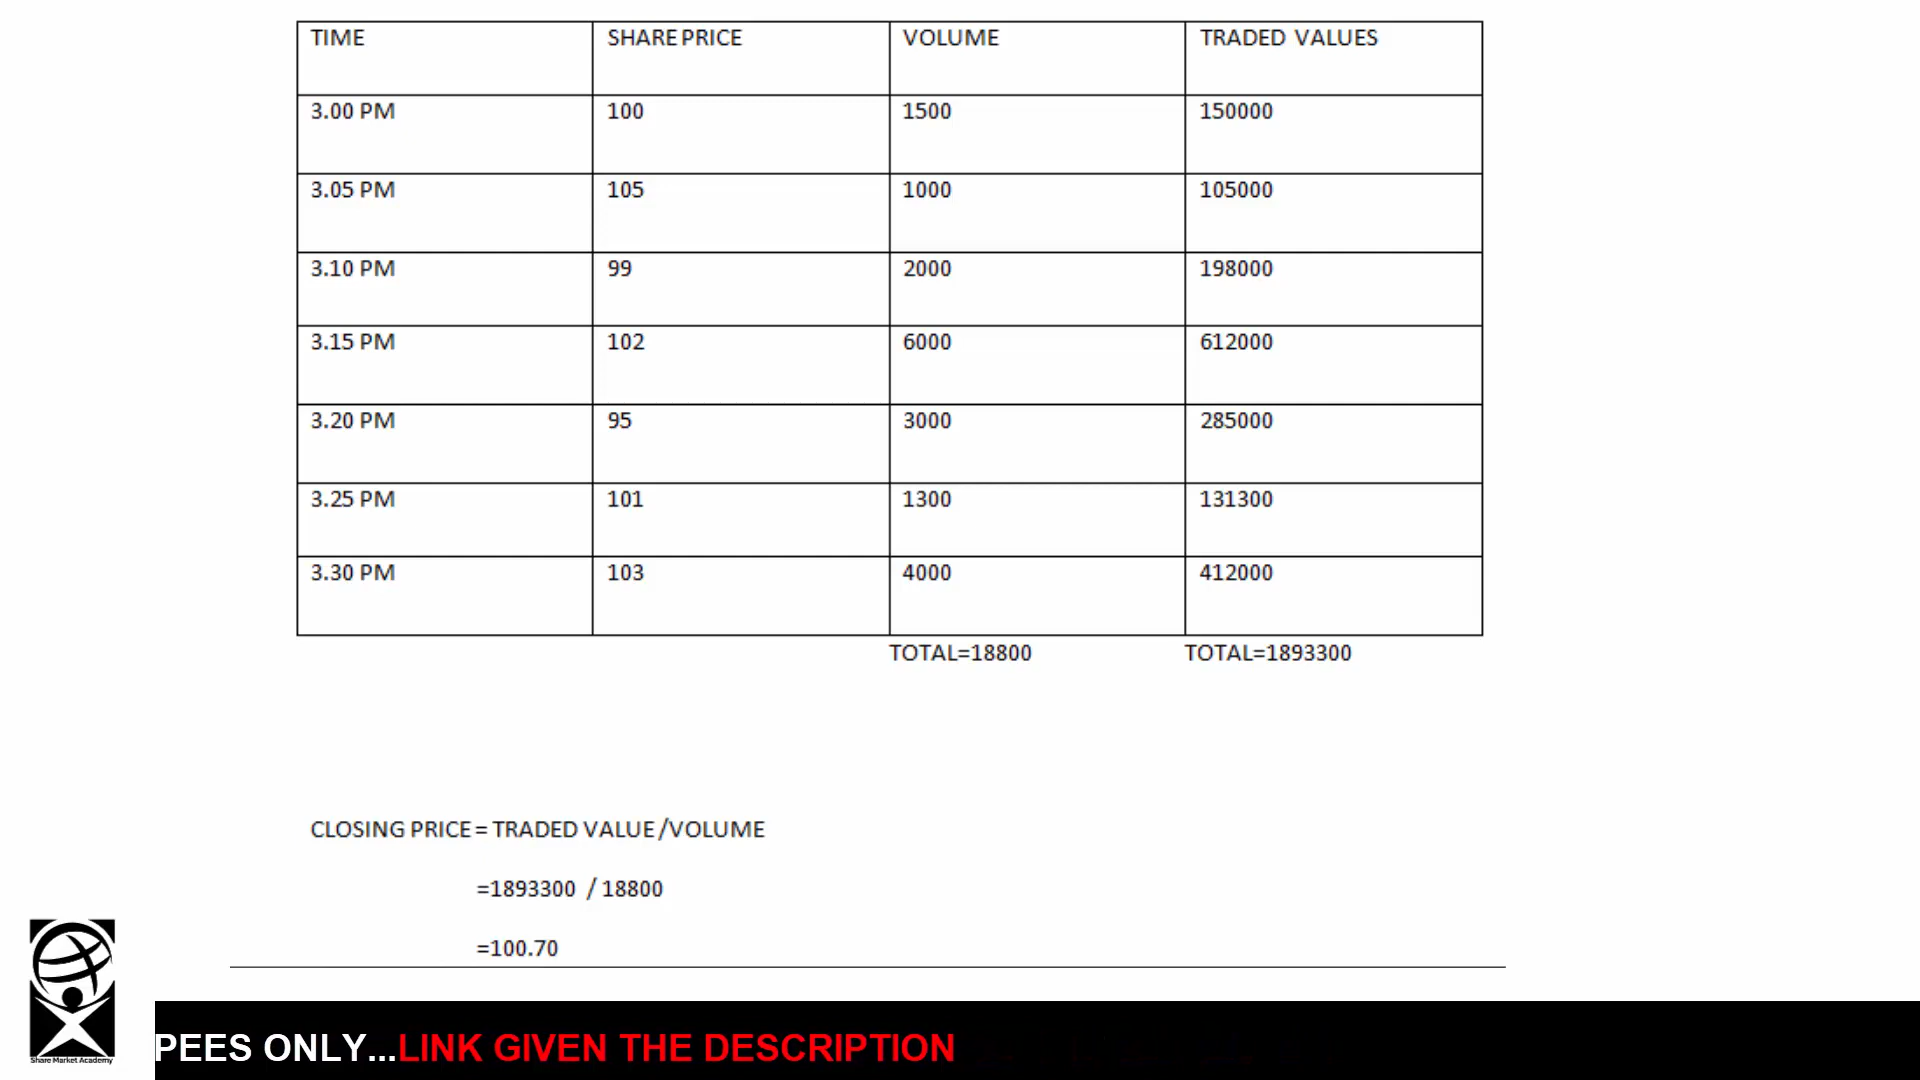 TIME SHARE PRICE VOLUME TRADED VALUES
3.00 PM 100 1500 150000
3.05 PM 105 1000 105000
3.10 PM 99 2000 198000
3.15 PM 102 6000 612000
3.20 PM 95 3000 285000
3.25 PM 101 1300 131300
3.30 PM 103 4000 412000
TOTAL=18800 TOTAL=1893300
CLOSING PRICE = TRADED VALUE /VOLUME
=1893300 / 18800
=100.70
Share Market Academy
PEES ONLY...LINK GIVEN THE DESCRIPTION